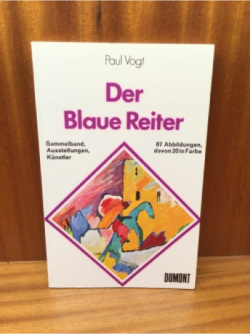 Paul Vogt
Der
Blaue Reiter
Sammelband,
Ausstellungen,
Künstler
87 Abbildungen,
davon 20 in Farbe
DUMONT